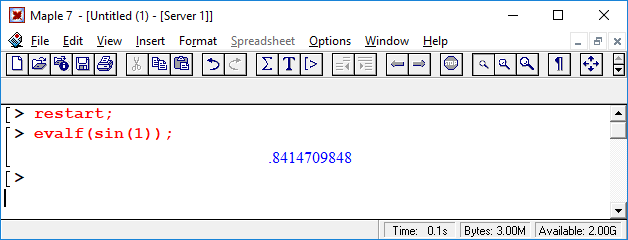 Maple 7 - [Untitled (1) - [Server 1]]
File Edit View Insert Format Spreadsheet Options Window Help
Σ T [> STOP ¶
[> restart;
[> evalf(sin(1));
.8414709848
[>
Time: 0.1s Bytes: 3.00M Available: 2.00G